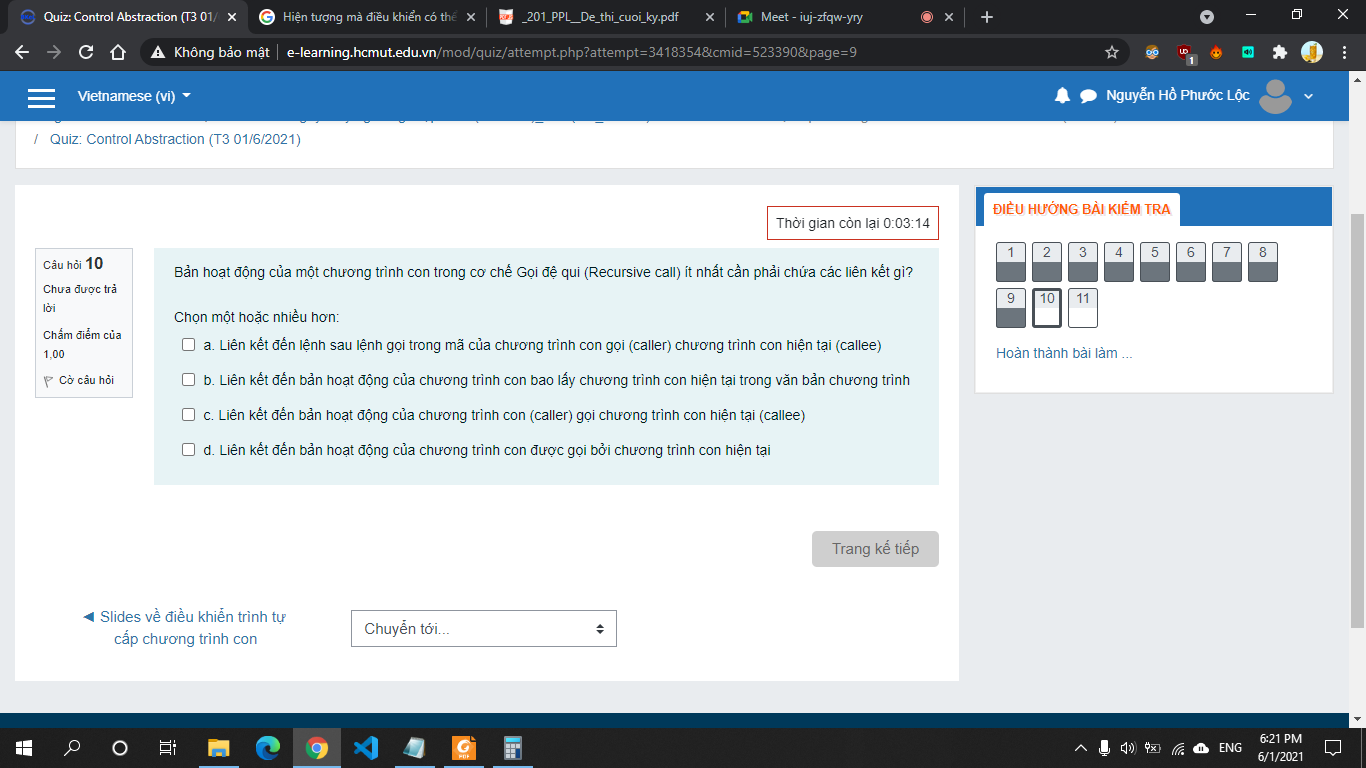 Quiz: Control Abstraction (T3 01/
Hiện tượng mà điều khiển có thể
_201_PPL__De_thi_cuoi_ky.pdf
Meet - iuj-zfqw-yry
Không bảo mật
e-learning.hcmut.edu.vn/mod/quiz/attempt.php?attempt=3418354&cmid=523390&page=9
1
Vietnamese (vi)
Nguyễn Hồ Phước Lộc
/ Quiz: Control Abstraction (T3 01/6/2021)
Thời gian còn lại 0:03:14
Câu hỏi 10
Chưa được trả
lời
Chấm điểm của
1,00
Cờ câu hỏi
Bản hoạt động của một chương trình con trong cơ chế Gọi đệ qui (Recursive call) ít nhất cần phải chứa các liên kết gì?
Chọn một hoặc nhiều hơn:
a. Liên kết đến lệnh sau lệnh gọi trong mã của chương trình con gọi (caller) chương trình con hiện tại (callee)
b. Liên kết đến bản hoạt động của chương trình con bao lấy chương trình con hiện tại trong văn bản chương trình
c. Liên kết đến bản hoạt động của chương trình con (caller) gọi chương trình con hiện tại (callee)
d. Liên kết đến bản hoạt động của chương trình con được gọi bởi chương trình con hiện tại
Trang kế tiếp
◄ Slides về điều khiển trình tự
cấp chương trình con
Chuyển tới...
ĐIỀU HƯỚNG BÀI KIỂM TRA
1 2 3 4 5 6 7 8
9 10 11
Hoàn thành bài làm ...
ENG
6:21 PM
6/1/2021